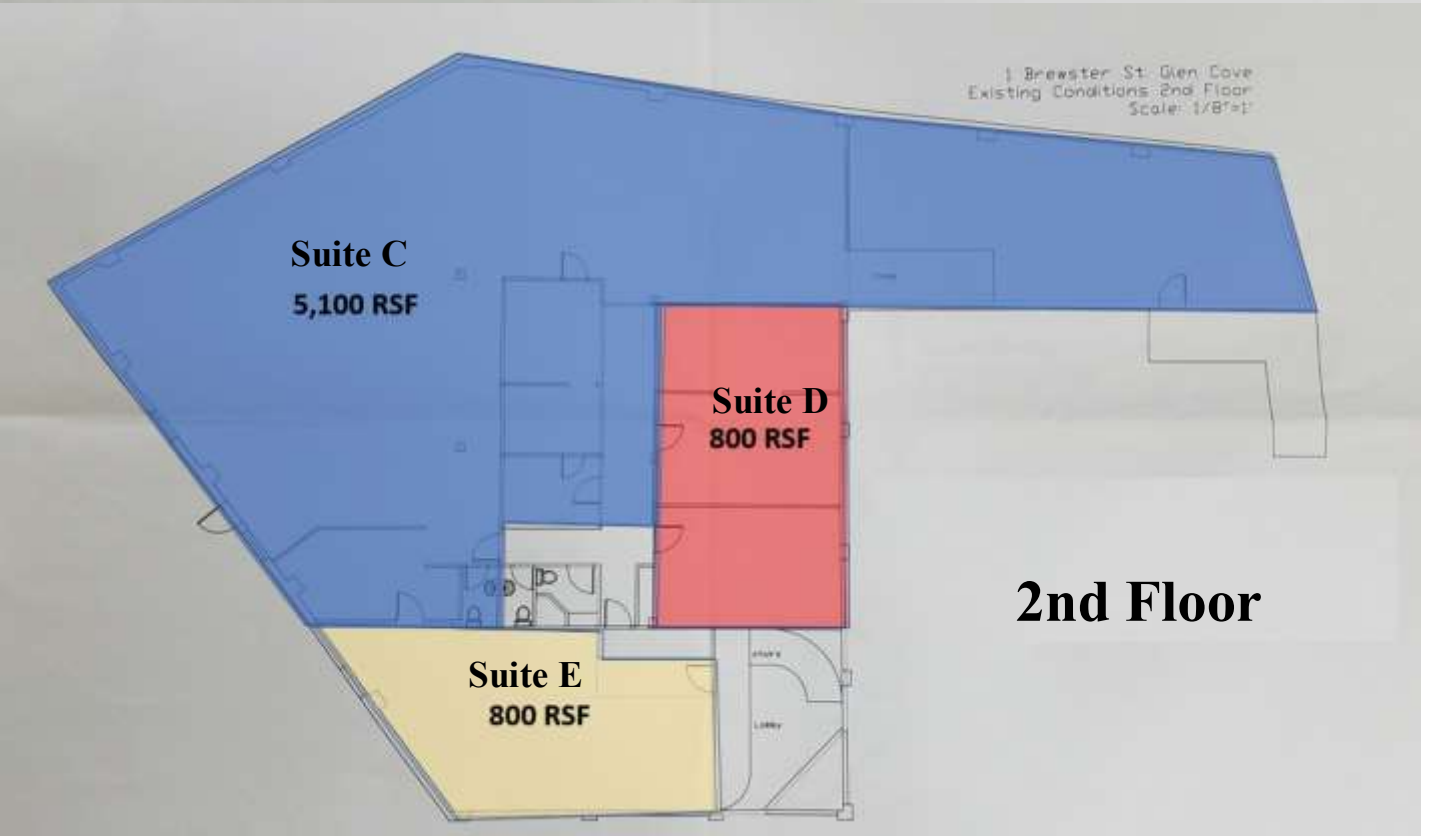 1 Brewster St Glen Cove
Existing Conditions 2nd Floor
Scale: 1/8"=1'
Suite C
5,100 RSF
Suite D
800 RSF
2nd Floor
Suite E
800 RSF
STAIRS
LOBBY